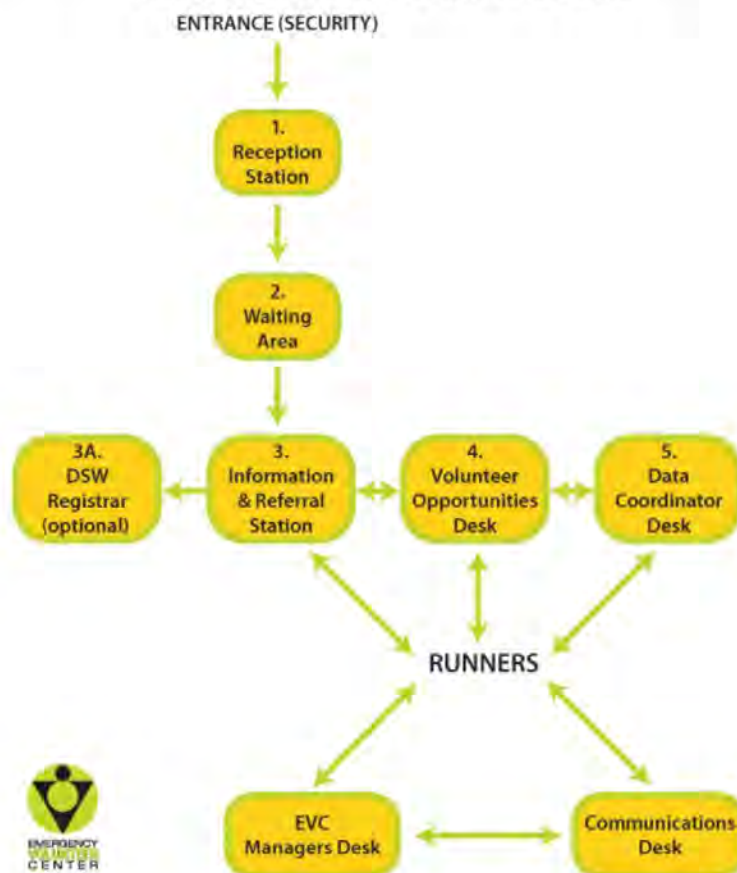 ENTRANCE (SECURITY)
1.
Reception
Station
2.
Waiting
Area
3A.
DSW
Registrar
(optional)
3.
Information
& Referral
Station
4.
Volunteer
Opportunities
Desk
5.
Data
Coordinator
Desk
RUNNERS
EVC
Managers Desk
Communications
Desk
EMERGENCY
VOLUNTEER
CENTER